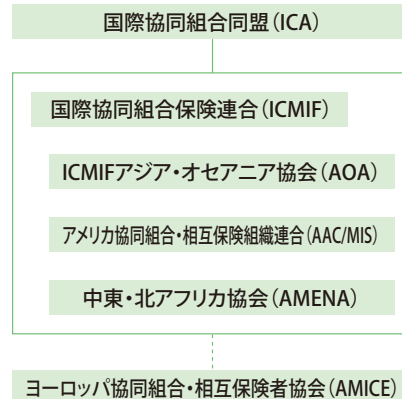 国際協同組合同盟(ICA)
国際協同組合保険連合(ICMIF)
ICMIFアジア・オセアニア協会(AOA)
アメリカ協同組合・相互保険組織連合(AAC/MIS)
中東・北アフリカ協会(AMENA)
ヨーロッパ協同組合・相互保険者協会(AMICE)